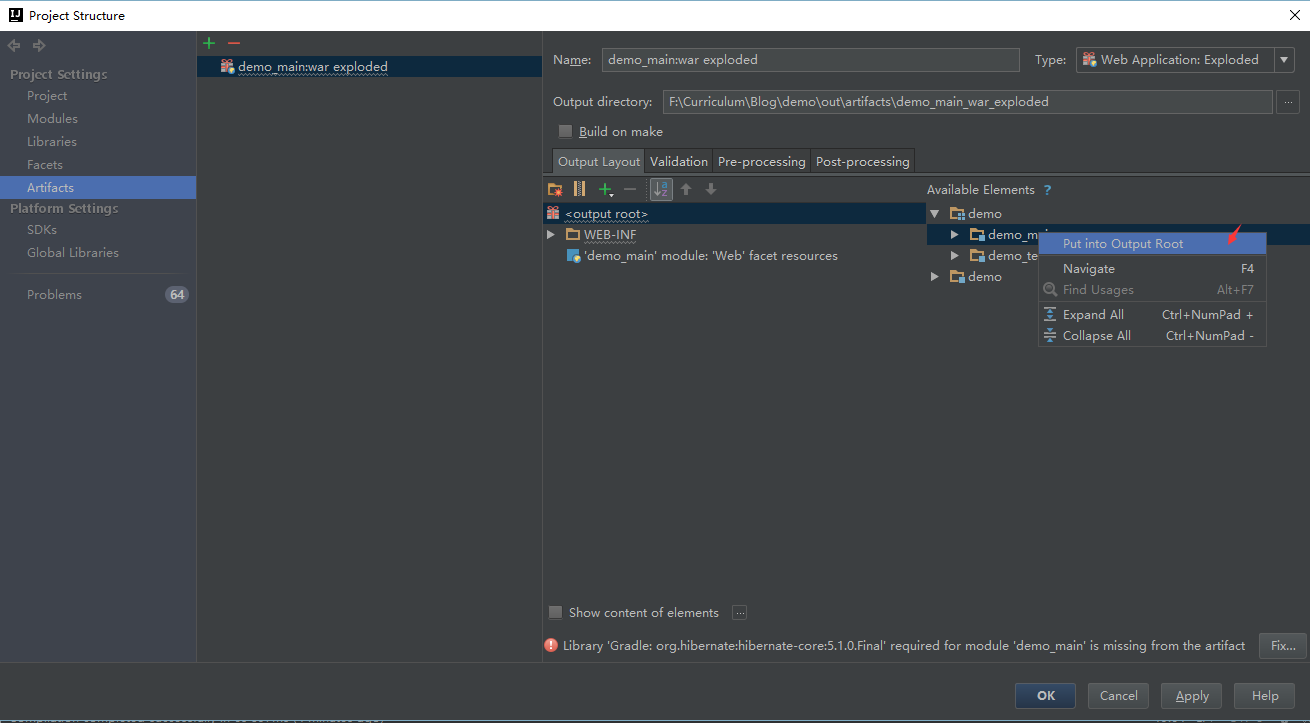 Project Structure
Project Settings
Project
Modules
Libraries
Facets
Artifacts
Platform Settings
SDKs
Global Libraries
Problems 64
demo_main:war exploded
Name: demo_main:war exploded Type: Web Application: Exploded
Output directory: F:\Curriculum\Blog\demo\out\artifacts\demo_main_war_exploded ...
Build on make
Output Layout Validation Pre-processing Post-processing
Available Elements ?
<output root>
WEB-INF
'demo_main' module: 'Web' facet resources
demo
demo_m
demo_te
demo
Put into Output Root
Navigate F4
Find Usages Alt+F7
Expand All Ctrl+NumPad +
Collapse All Ctrl+NumPad -
Show content of elements ...
Library 'Gradle: org.hibernate:hibernate-core:5.1.0.Final' required for module 'demo_main' is missing from the artifact Fix...
OK Cancel Apply Help